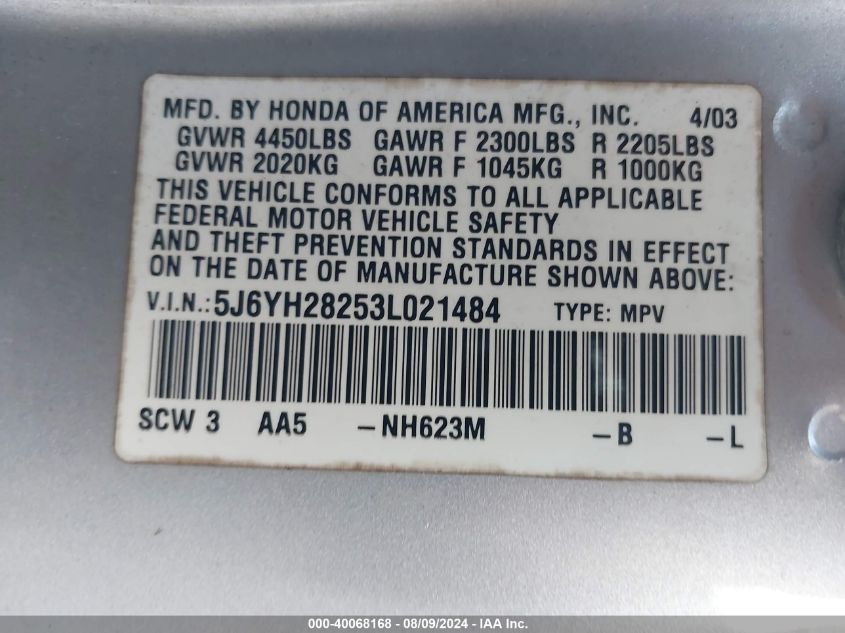 MFD. BY HONDA OF AMERICA MFG., INC. 4/03
GVWR 4450LBS GAWR F 2300LBS R 2205LBS
GVWR 2020KG GAWR F 1045KG R 1000KG
THIS VEHICLE CONFORMS TO ALL APPLICABLE
FEDERAL MOTOR VEHICLE SAFETY
AND THEFT PREVENTION STANDARDS IN EFFECT
ON THE DATE OF MANUFACTURE SHOWN ABOVE:
V.I.N.: 5J6YH28253L021484 TYPE: MPV
SCW 3 AA5 -NH623M -B -L
000-40068168 - 08/09/2024 - IAA Inc.